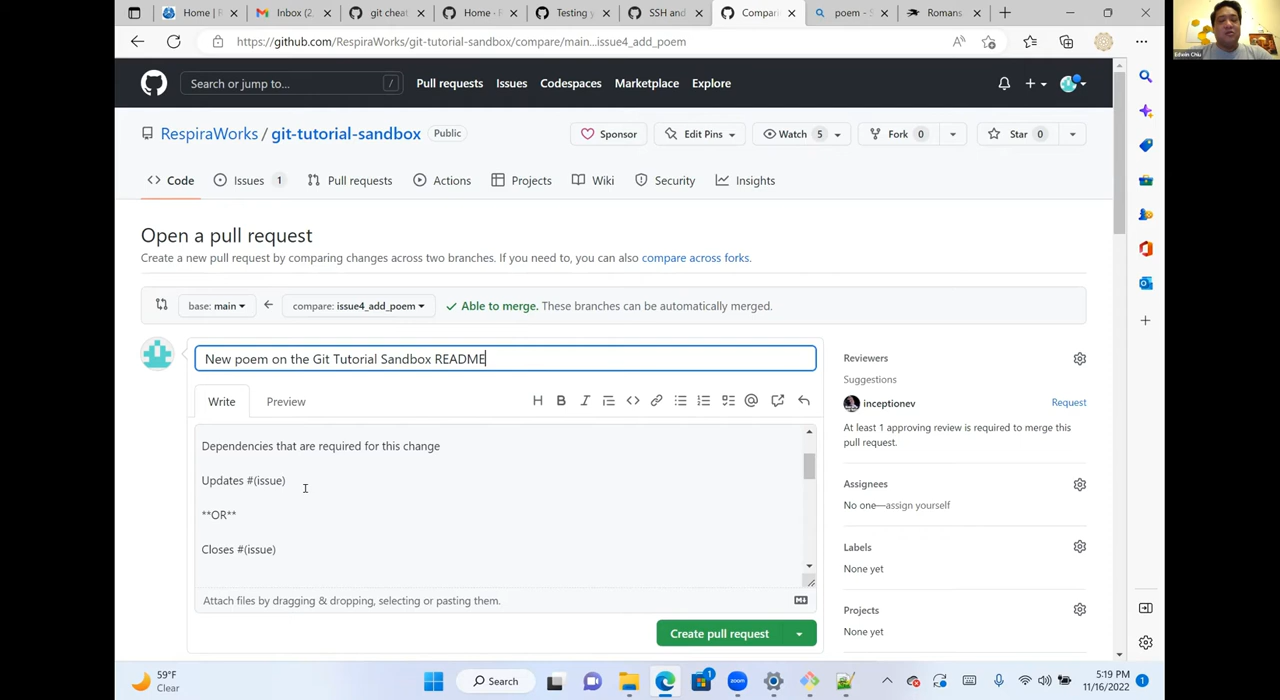 Home |
Inbox (2
git chea
Home · F
Testing y
SSH and
Compari
poem - S
Romans
https://github.com/RespiraWorks/git-tutorial-sandbox/compare/main...issue4_add_poem
Edwin Chiu
Search or jump to... /
Pull requests Issues Codespaces Marketplace Explore
RespiraWorks / git-tutorial-sandbox Public
Sponsor Edit Pins Watch 5 Fork 0 Star 0
Code Issues 1 Pull requests Actions Projects Wiki Security Insights
Open a pull request
Create a new pull request by comparing changes across two branches. If you need to, you can also compare across forks.
base: main compare: issue4_add_poem Able to merge. These branches can be automatically merged.
New poem on the Git Tutorial Sandbox README
Write Preview
Dependencies that are required for this change
Updates #(issue)
**OR**
Closes #(issue)
Attach files by dragging & dropping, selecting or pasting them.
Create pull request
Reviewers
Suggestions
inceptionev Request
At least 1 approving review is required to merge this
pull request.
Assignees
No one—assign yourself
Labels
None yet
Projects
None yet
59°F
Clear
Search
zoom
5:19 PM
11/16/2022
1